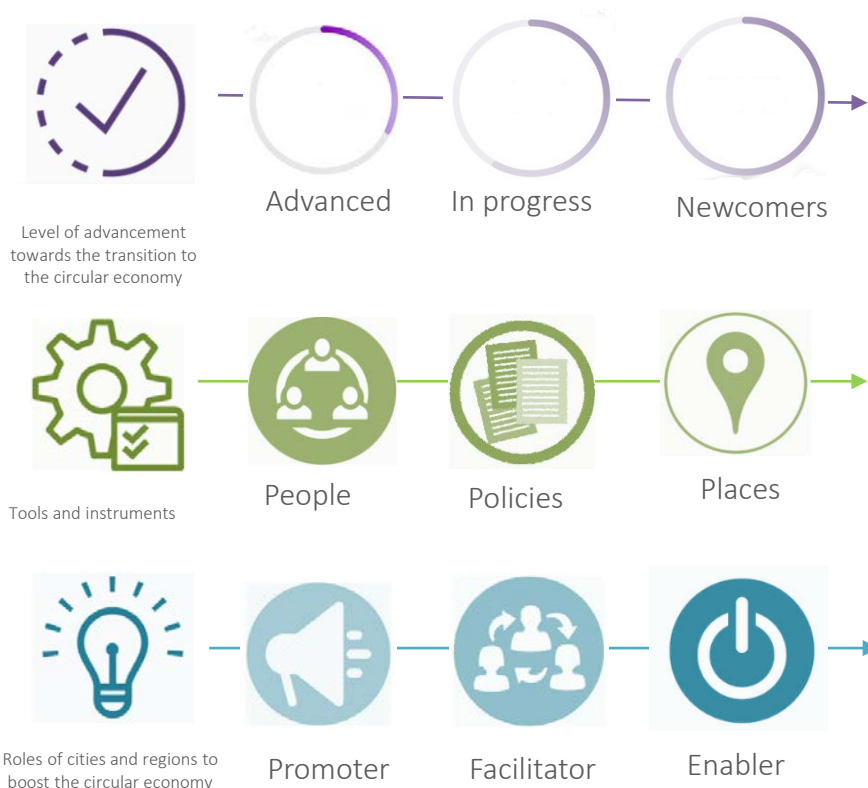 Advanced
In progress
Newcomers
Level of advancement
towards the transition to
the circular economy
People
Policies
Places
Tools and instruments
Promoter
Facilitator
Enabler
Roles of cities and regions to
boost the circular economy